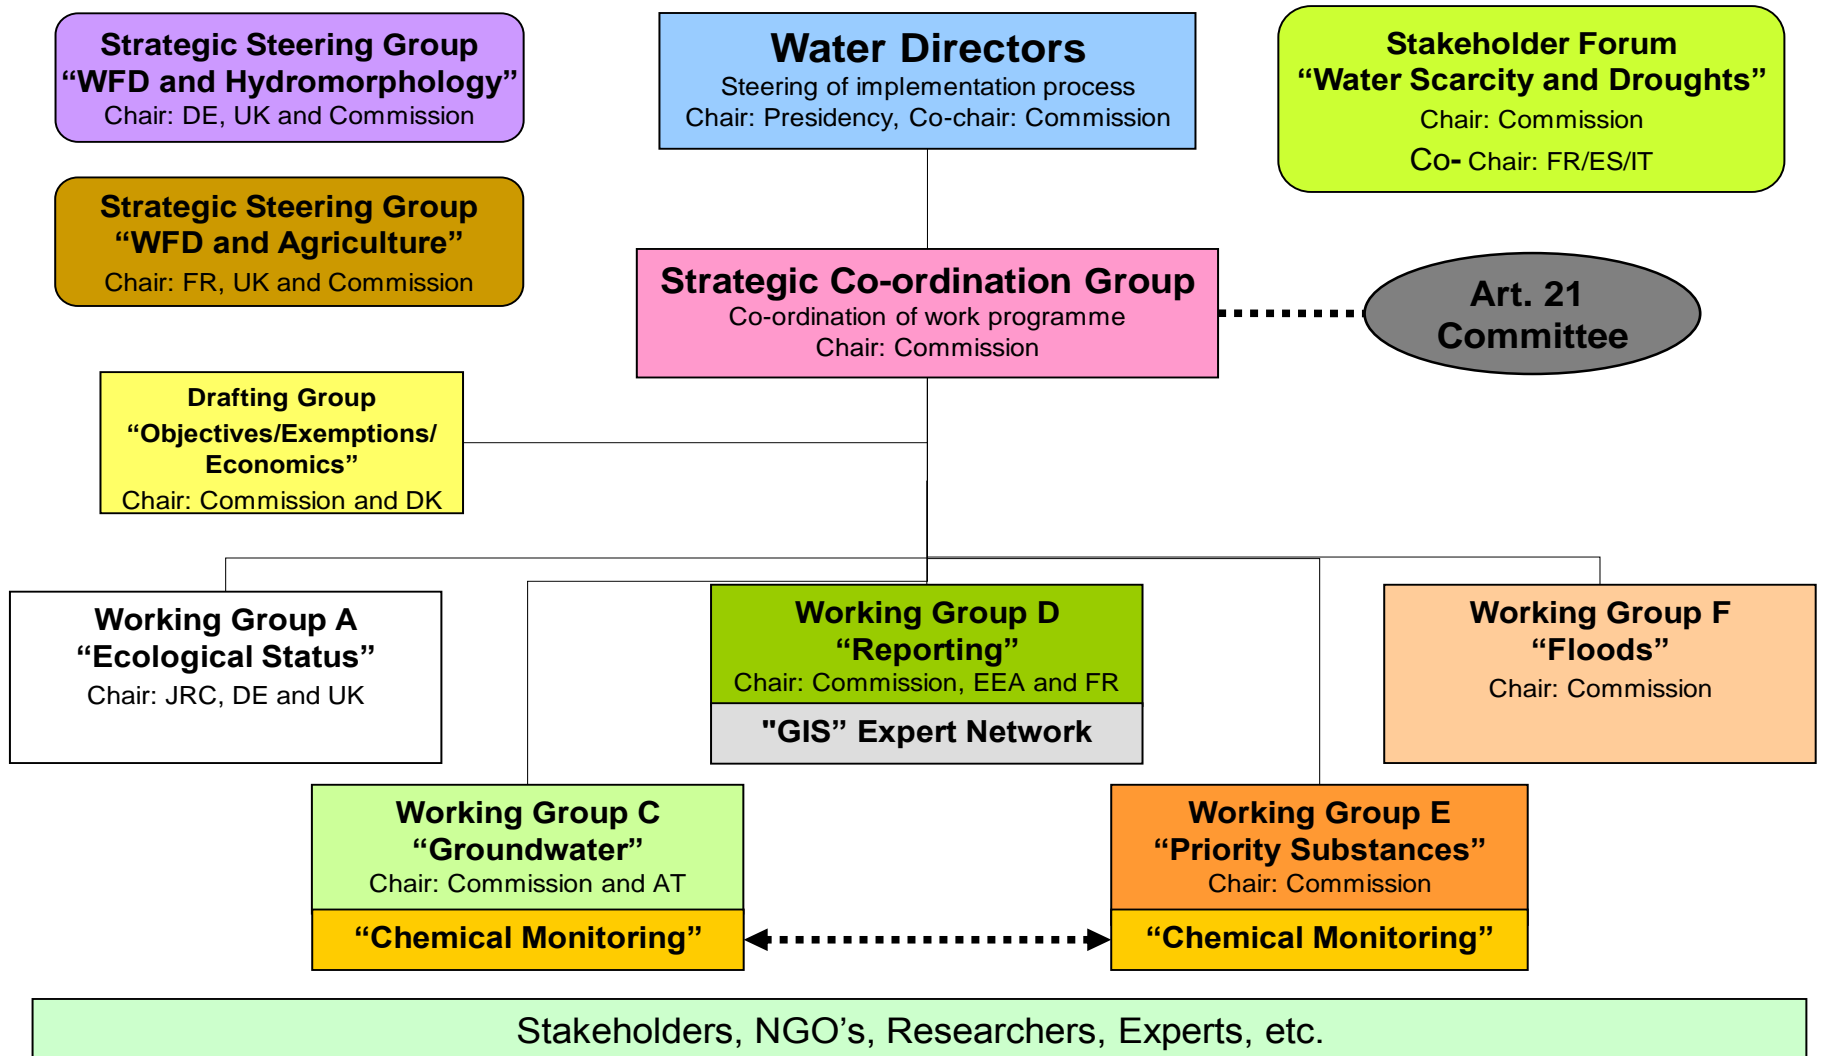 Strategic Steering Group
“WFD and Hydromorphology”
Chair: DE, UK and Commission
Water Directors
Steering of implementation process
Chair: Presidency, Co-chair: Commission
Stakeholder Forum
“Water Scarcity and Droughts”
Chair: Commission
Co- Chair: FR/ES/IT
Strategic Steering Group
“WFD and Agriculture”
Chair: FR, UK and Commission
Strategic Co-ordination Group
Co-ordination of work programme
Chair: Commission
Art. 21
Committee
Drafting Group
“Objectives/Exemptions/
Economics”
Chair: Commission and DK
Working Group A
“Ecological Status”
Chair: JRC, DE and UK
Working Group D
“Reporting”
Chair: Commission, EEA and FR
"GIS” Expert Network
Working Group F
“Floods”
Chair: Commission
Working Group C
“Groundwater”
Chair: Commission and AT
“Chemical Monitoring”
Working Group E
“Priority Substances”
Chair: Commission
“Chemical Monitoring”
Stakeholders, NGO’s, Researchers, Experts, etc.